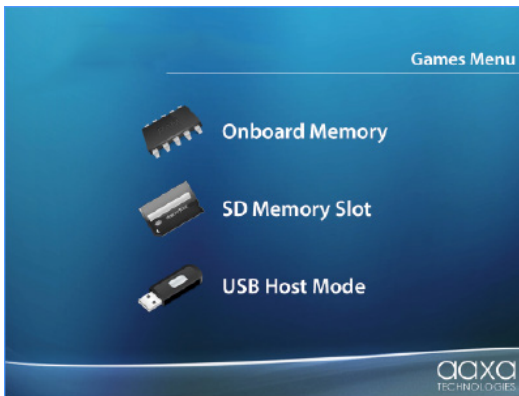 Games Menu
Onboard Memory
SD Memory Slot
USB Host Mode
aaxa
TECHNOLOGIES